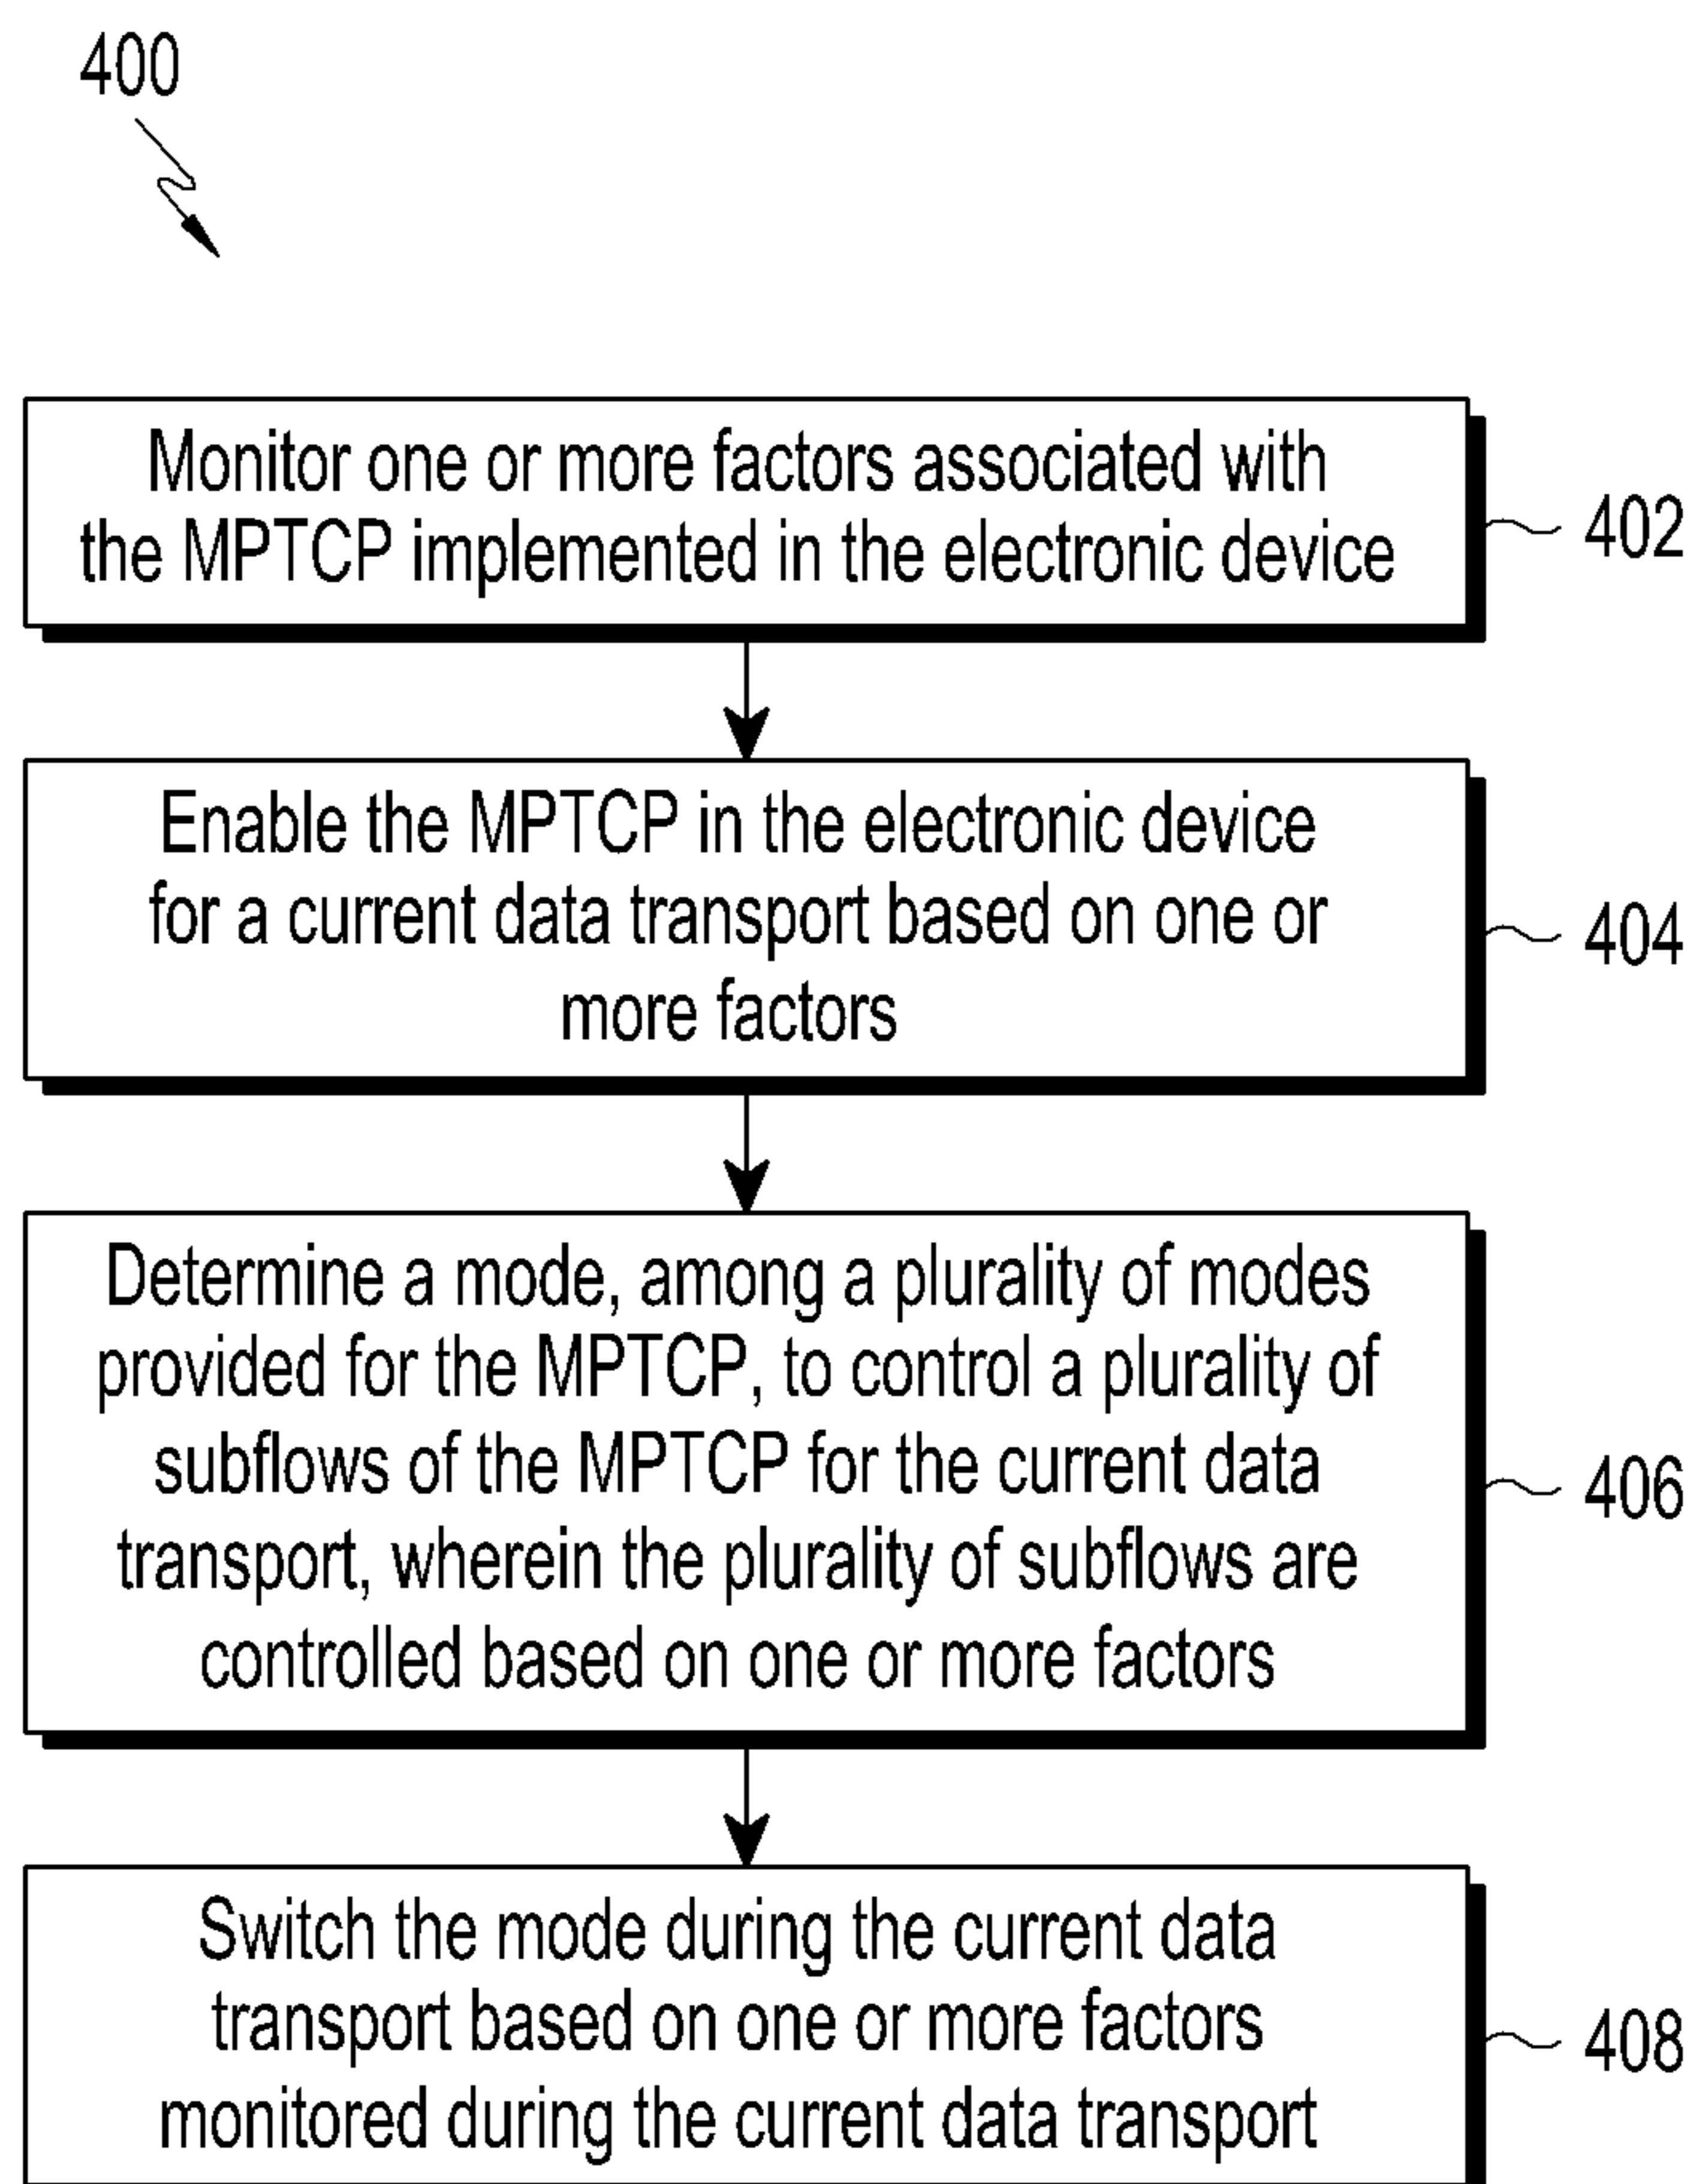 400
Monitor one or more factors associated with
the MPTCP implemented in the electronic device
402
Enable the MPTCP in the electronic device
for a current data transport based on one or
more factors
404
Determine a mode, among a plurality of modes
provided for the MPTCP, to control a plurality of
subflows of the MPTCP for the current data
transport, wherein the plurality of subflows are
controlled based on one or more factors
406
Switch the mode during the current data
transport based on one or more factors
monitored during the current data transport
408